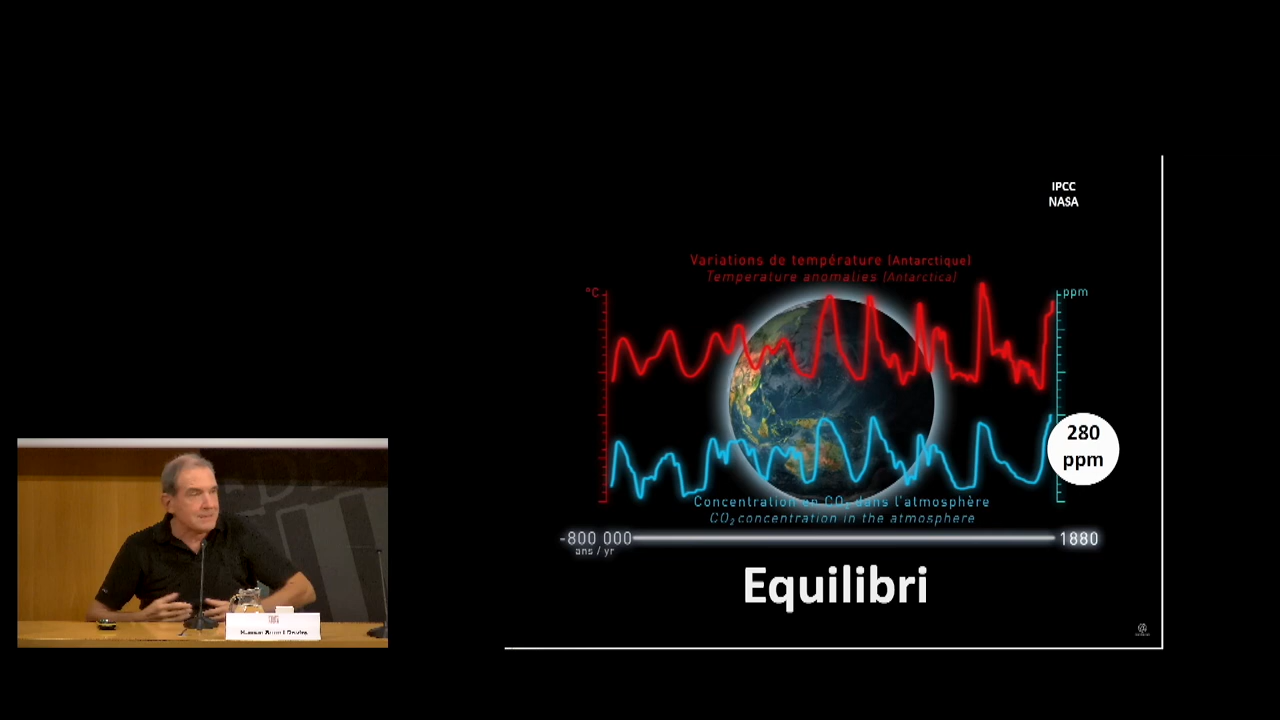 IPCC
NASA
Variations de température (Antarctique)
Temperature anomalies (Antarctica)
°C
ppm
280
ppm
Concentration en CO₂ dans l'atmosphère
CO₂ concentration in the atmosphere
-800 000
ans / yr
1880
Equilibri